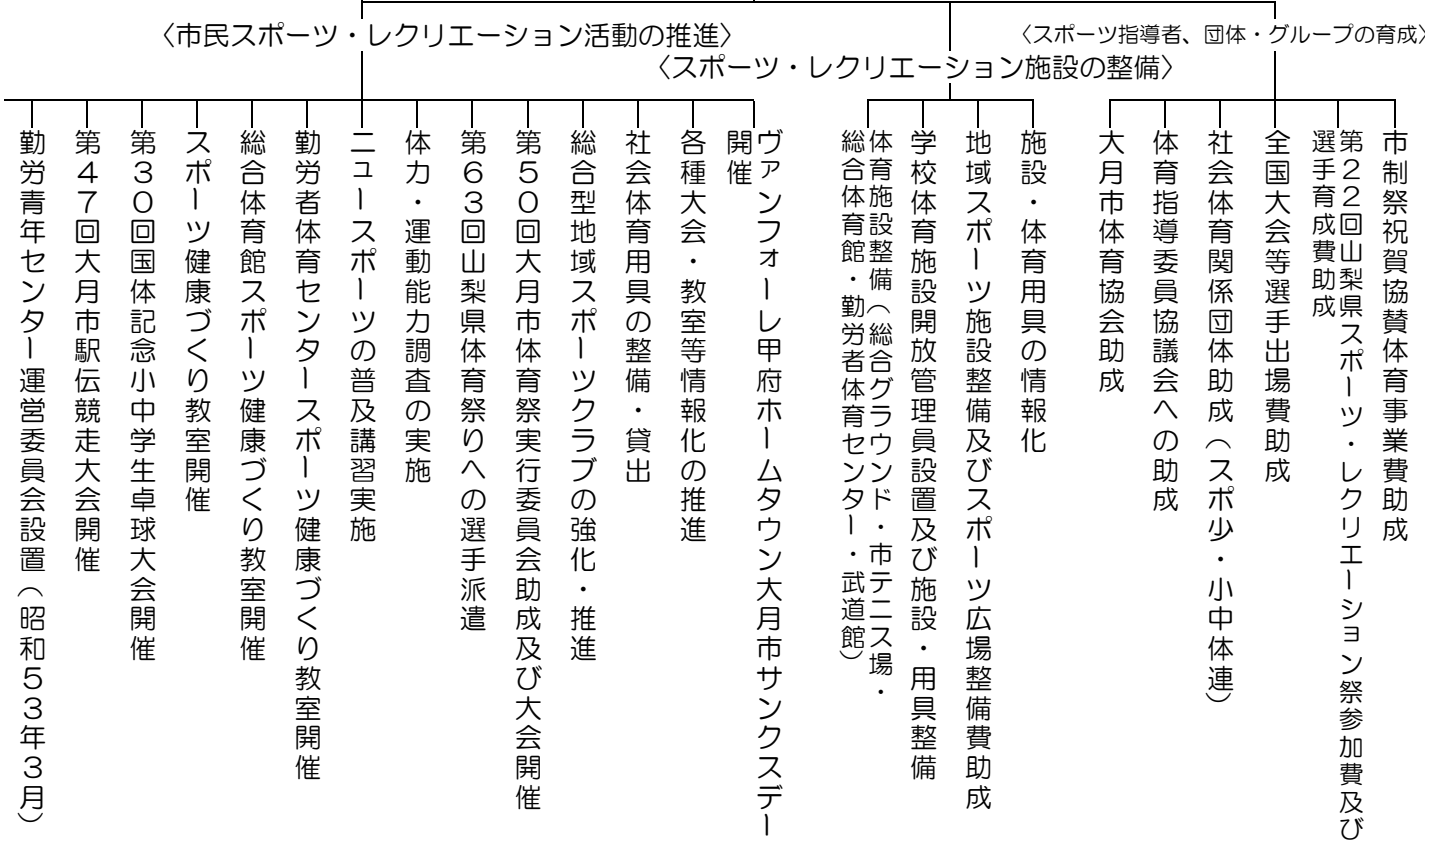 〈市民スポーツ・レクリエーション活動の推進〉
〈スポーツ・レクリエーション施設の整備〉
〈スポーツ指導者、団体・グループの育成〉
市制祭祝賀協賛体育事業費助成
第22回山梨県スポーツ・レクリエーション祭参加費及び
選手育成費助成
全国大会等選手出場費助成
社会体育関係団体助成(スポ少・小中体連)
体育指導委員協議会への助成
大月市体育協会助成
施設・体育用具の情報化
地域スポーツ施設整備及びスポーツ広場整備費助成
学校体育施設開放管理員設置及び施設・用具整備
体育施設整備(総合グラウンド・市テニス場・
総合体育館・勤労者体育センター・武道館)
ヴァンフォーレ甲府ホームタウン大月市サンクスデー
開催
各種大会・教室等情報化の推進
社会体育用具の整備・貸出
総合型地域スポーツクラブの強化・推進
第50回大月市体育祭実行委員会助成及び大会開催
第63回山梨県体育祭りへの選手派遣
体力・運動能力調査の実施
ニュースポーツの普及講習実施
勤労者体育センタースポーツ健康づくり教室開催
総合体育館スポーツ健康づくり教室開催
スポーツ健康づくり教室開催
第30回国体記念小中学生卓球大会開催
第47回大月市駅伝競走大会開催
勤労青年センター運営委員会設置(昭和53年3月)